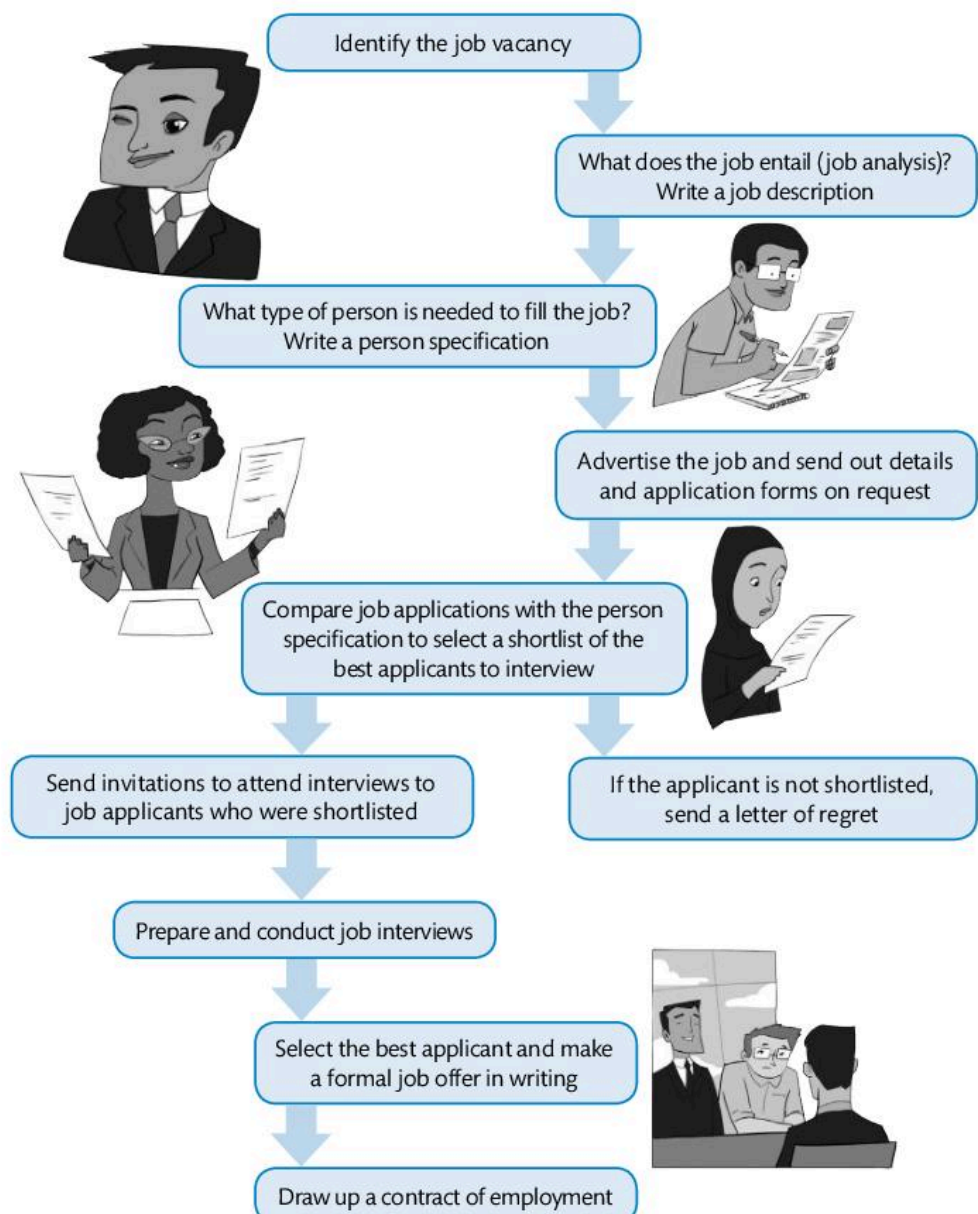 Identify the job vacancy
What does the job entail (job analysis)?
Write a job description
What type of person is needed to fill the job?
Write a person specification
Advertise the job and send out details
and application forms on request
Compare job applications with the person
specification to select a shortlist of the
best applicants to interview
Send invitations to attend interviews to
job applicants who were shortlisted
If the applicant is not shortlisted,
send a letter of regret
Prepare and conduct job interviews
Select the best applicant and make
a formal job offer in writing
Draw up a contract of employment